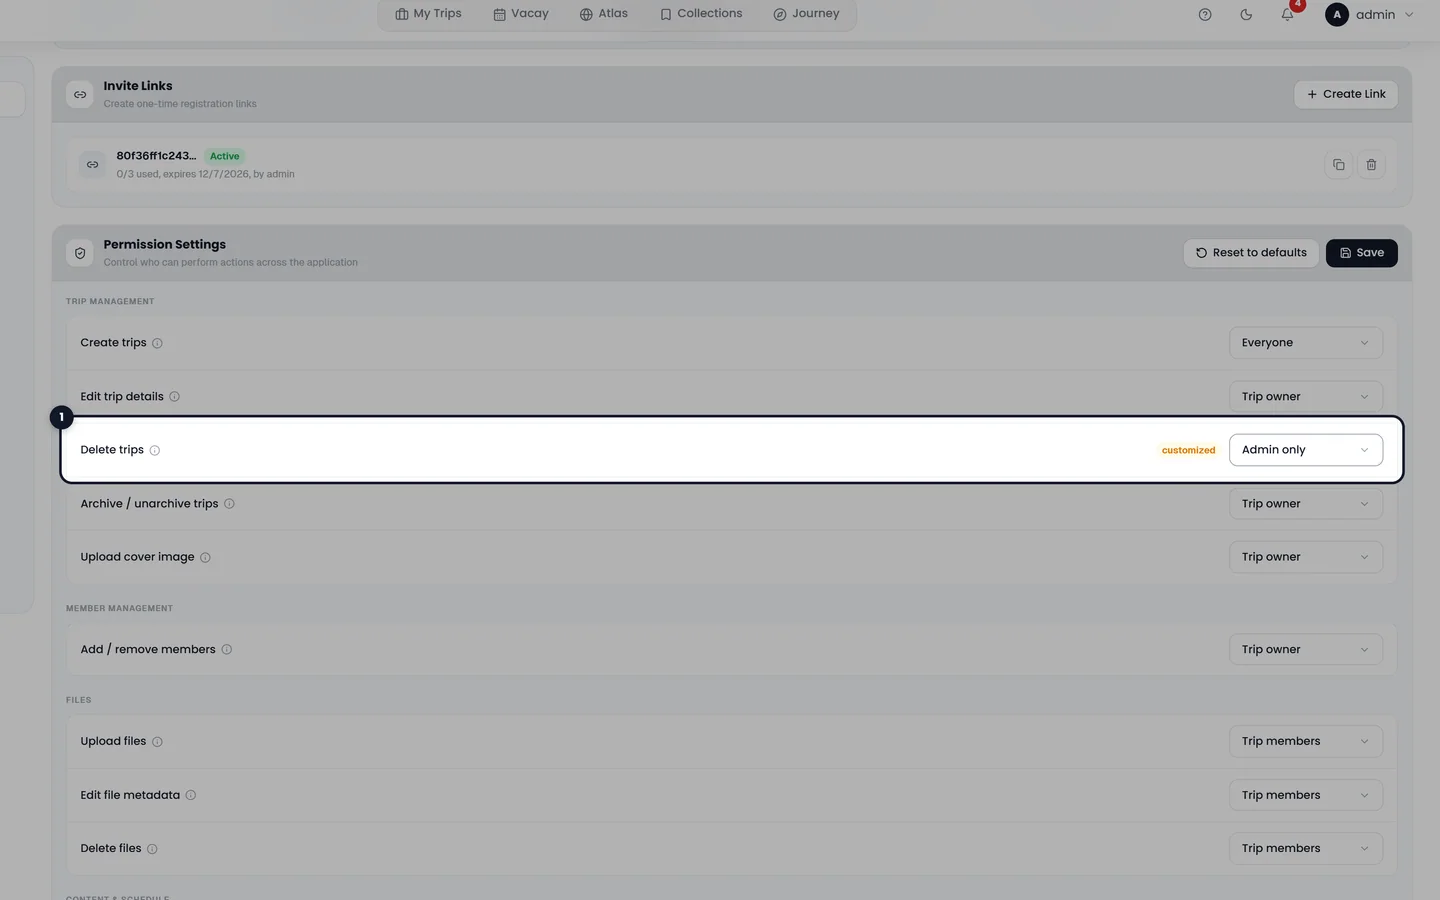 My Trips
Vacay
Atlas
Collections
Journey
4
A
admin
Invite Links
Create one-time registration links
Create Link
80f36ff1c243...
Active
0/3 used, expires 12/7/2026, by admin
Permission Settings
Control who can perform actions across the application
Reset to defaults
Save
TRIP MANAGEMENT
Create trips
Everyone
Edit trip details
Trip owner
1
Delete trips
customized
Admin only
Archive / unarchive trips
Trip owner
Upload cover image
Trip owner
MEMBER MANAGEMENT
Add / remove members
Trip owner
FILES
Upload files
Trip members
Edit file metadata
Trip members
Delete files
Trip members
CONTENT & SCHEDULE